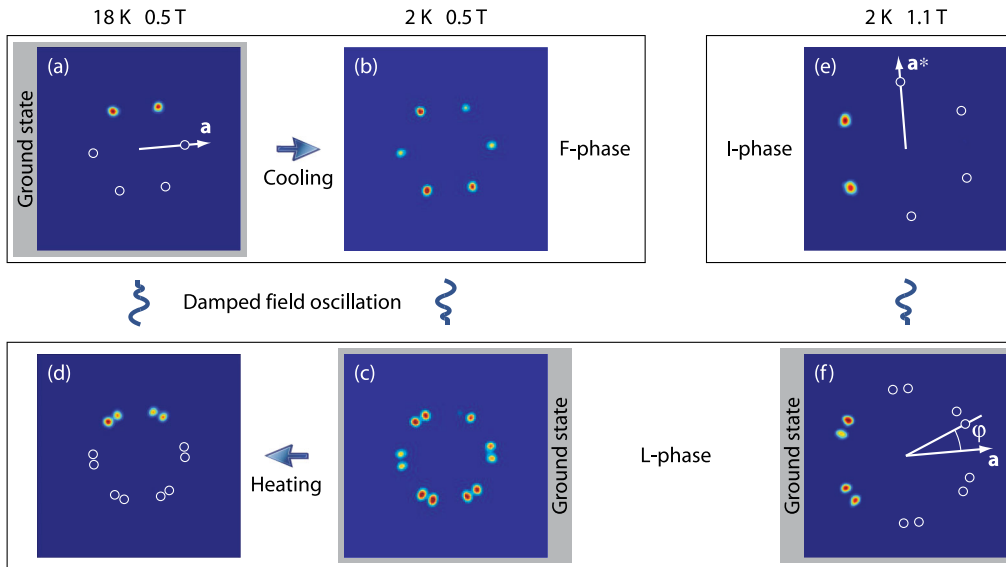 18 K 0.5 T
2 K 0.5 T
2 K 1.1 T
Ground state
(a)
a
Cooling
(b)
F-phase
I-phase
(e)
a*
Damped field oscillation
(d)
Heating
(c)
Ground state
L-phase
Ground state
(f)
φ
a